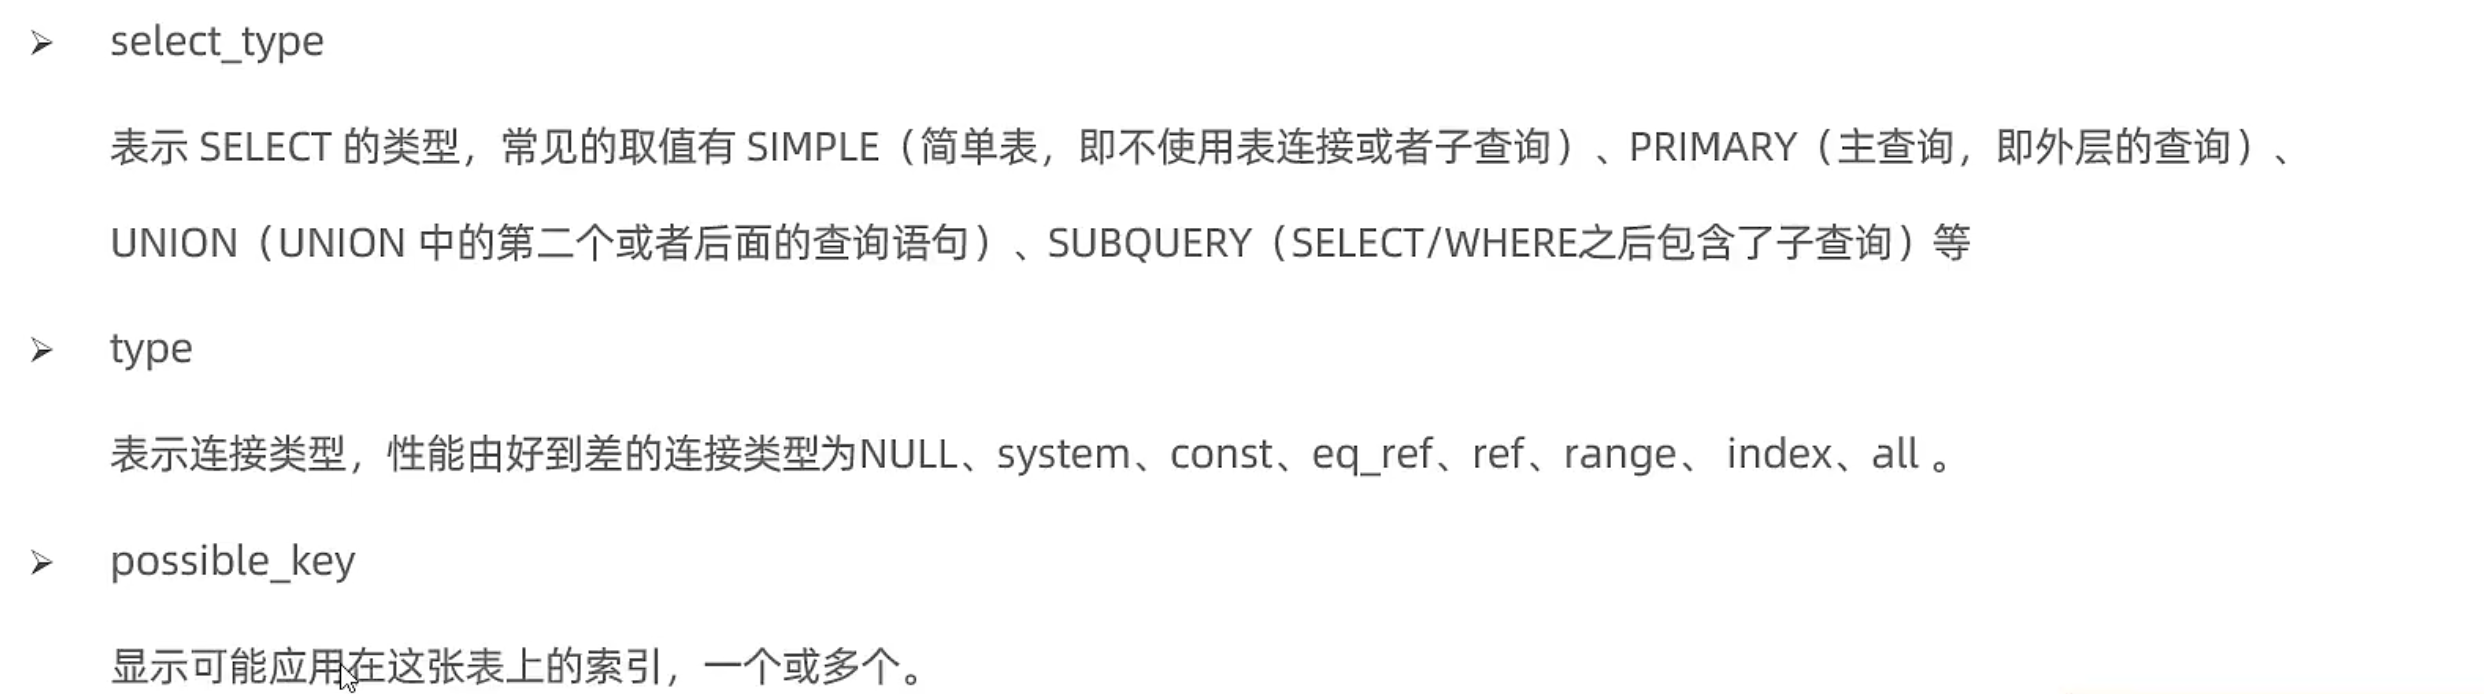 ➢ select_type
表示 SELECT 的类型，常见的取值有 SIMPLE（简单表，即不使用表连接或者子查询）、PRIMARY（主查询，即外层的查询）、
UNION（UNION 中的第二个或者后面的查询语句）、SUBQUERY（SELECT/WHERE之后包含了子查询）等
➢ type
表示连接类型，性能由好到差的连接类型为NULL、system、const、eq_ref、ref、range、 index、all 。
➢ possible_key
显示可能应用在这张表上的索引，一个或多个。